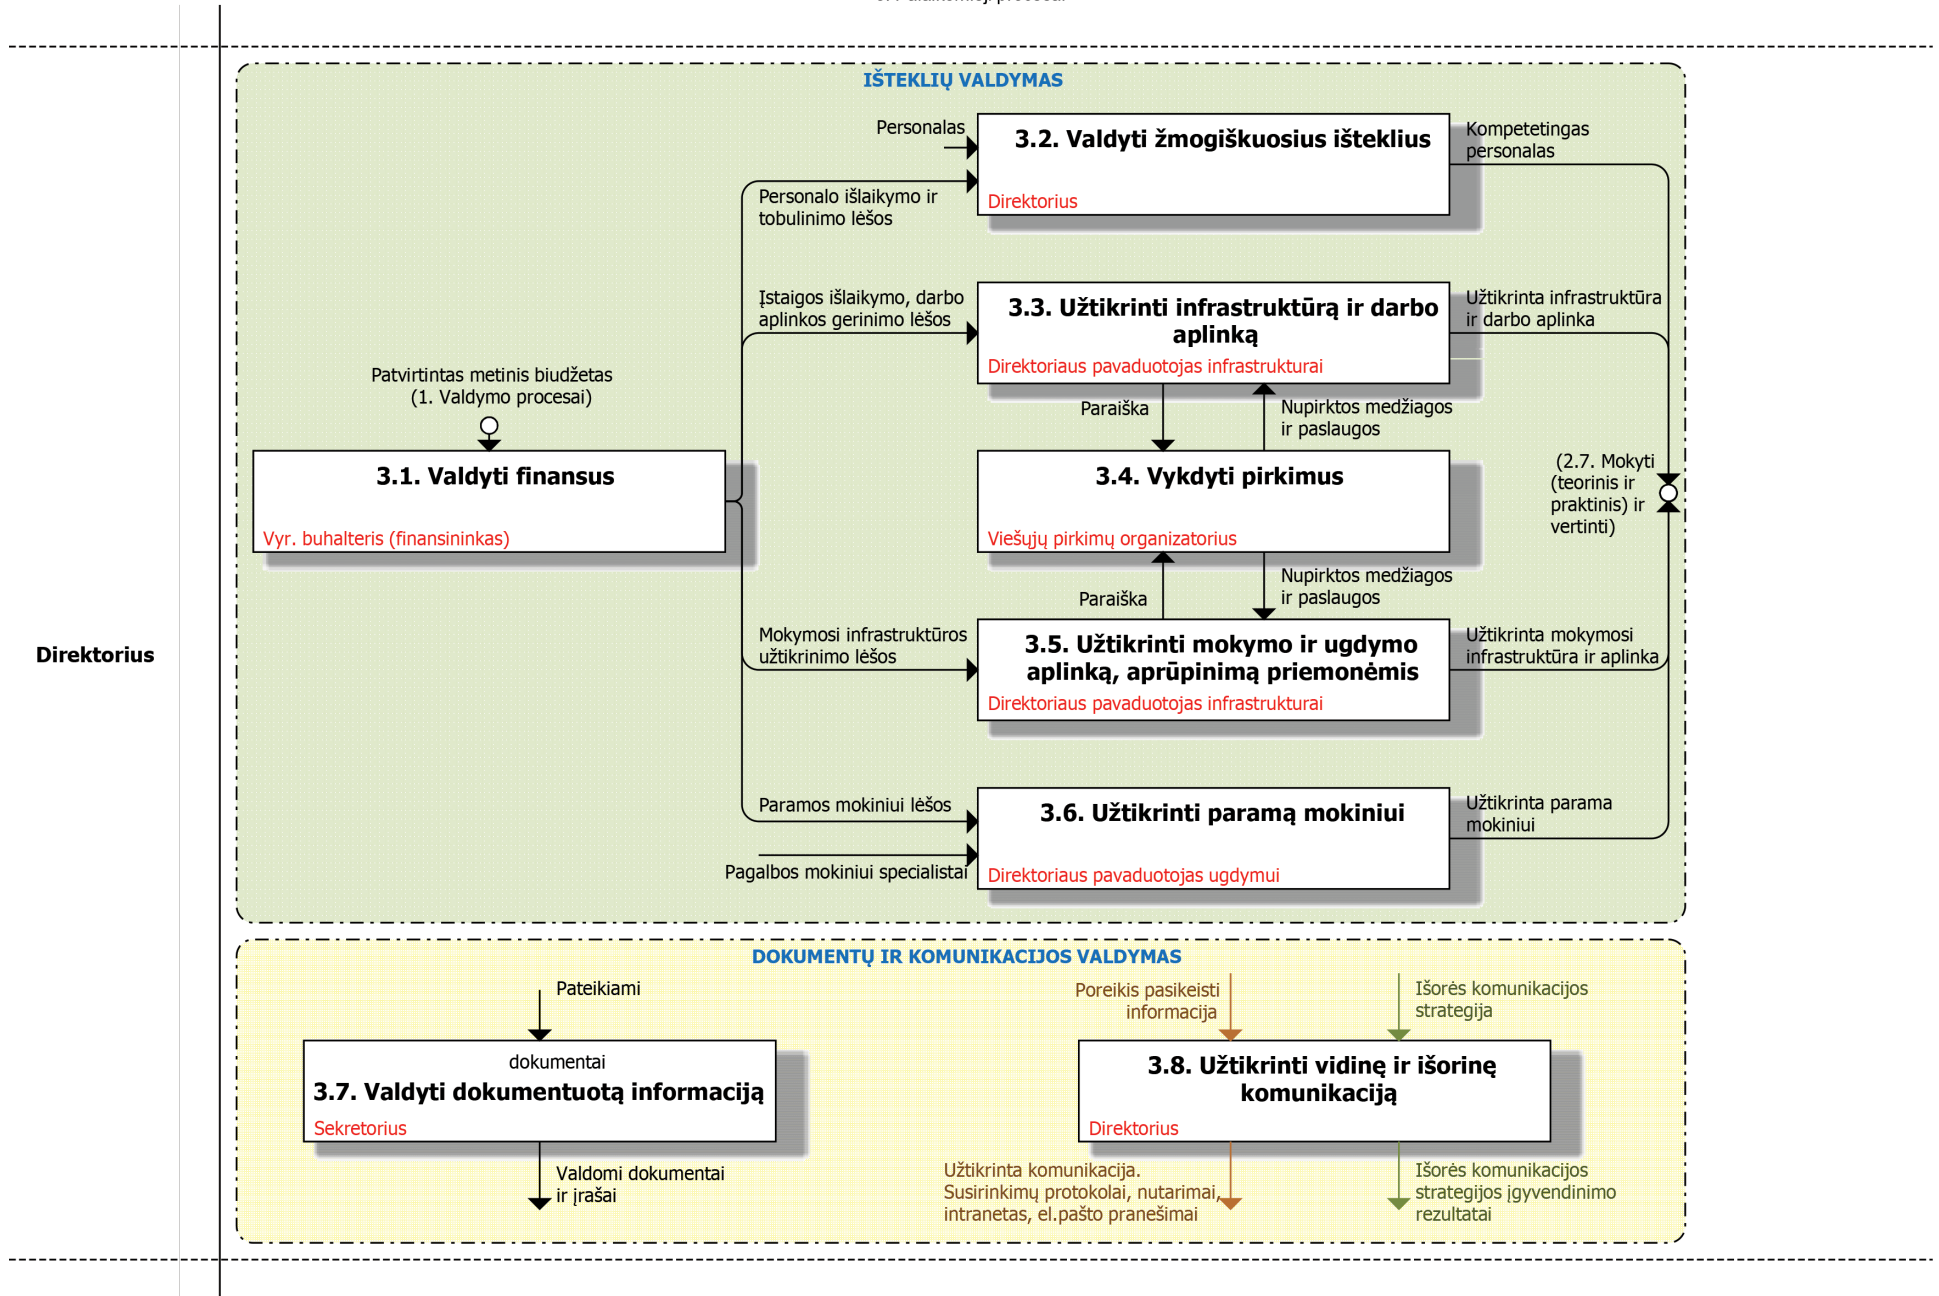 IŠTEKLIŲ VALDYMAS
Personalas
3.2. Valdyti žmogiškuosius išteklius
Direktorius
Kompetetingas
personalas
Personalo išlaikymo ir
tobulinimo lėšos
Įstaigos išlaikymo, darbo
aplinkos gerinimo lėšos
3.3. Užtikrinti infrastruktūrą ir darbo
aplinką
Direktoriaus pavaduotojas infrastrukturai
Užtikrinta infrastruktūra
ir darbo aplinka
Patvirtintas metinis biudžetas
(1. Valdymo procesai)
Paraiška
Nupirktos medžiagos
ir paslaugos
3.1. Valdyti finansus
Vyr. buhalteris (finansininkas)
3.4. Vykdyti pirkimus
Viešųjų pirkimų organizatorius
(2.7. Mokyti
(teorinis ir
praktinis) ir
vertinti)
Paraiška
Nupirktos medžiagos
ir paslaugos
Direktorius
Mokymosi infrastruktūros
užtikrinimo lėšos
3.5. Užtikrinti mokymo ir ugdymo
aplinką, aprūpinimą priemonėmis
Direktoriaus pavaduotojas infrastrukturai
Užtikrinta mokymosi
infrastruktūra ir aplinka
Paramos mokiniui lėšos
Pagalbos mokiniui specialistai
3.6. Užtikrinti paramą mokiniui
Direktoriaus pavaduotojas ugdymui
Užtikrinta parama
mokiniui
DOKUMENTŲ IR KOMUNIKACIJOS VALDYMAS
Pateikiami
dokumentai
3.7. Valdyti dokumentuotą informaciją
Sekretorius
Valdomi dokumentai
ir įrašai
Poreikis pasikeisti
informacija
Išorės komunikacijos
strategija
3.8. Užtikrinti vidinę ir išorinę
komunikaciją
Direktorius
Užtikrinta komunikacija.
Susirinkimų protokolai, nutarimai,
intranetas, el.pašto pranešimai
Išorės komunikacijos
strategijos įgyvendinimo
rezultatai